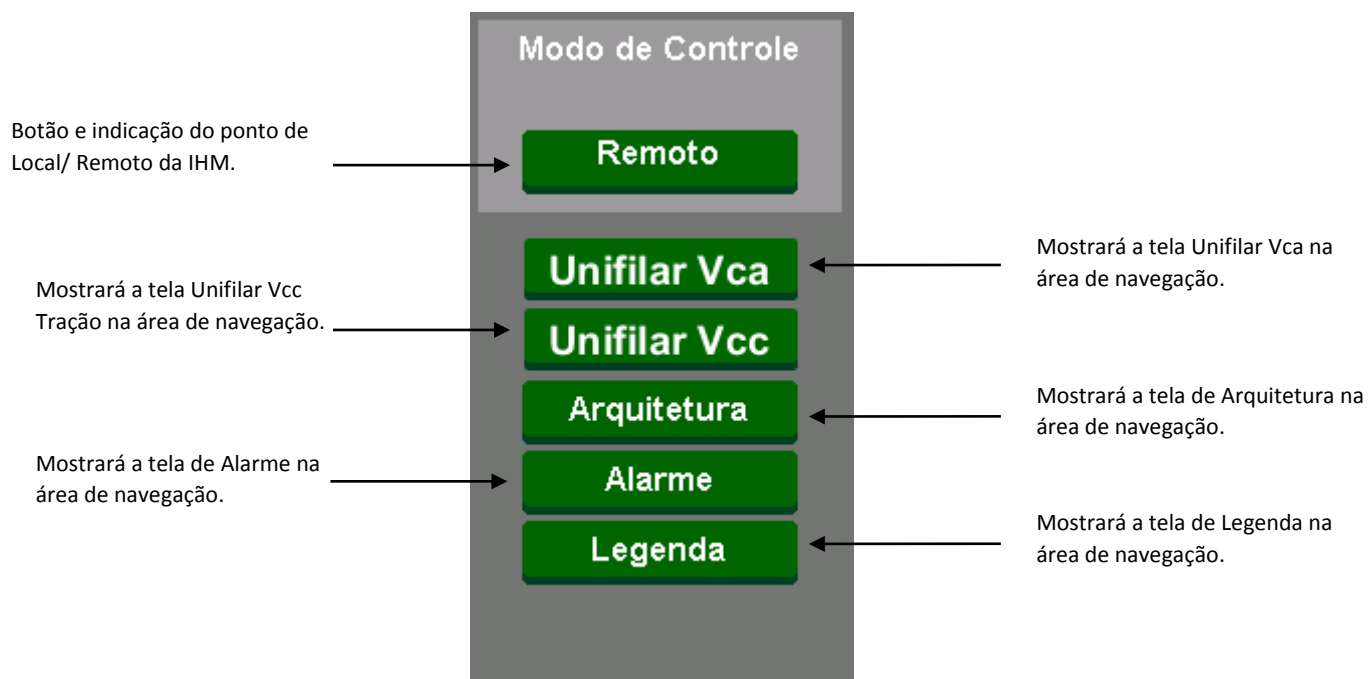 Modo de Controle
Botão e indicação do ponto de
Local/ Remoto da IHM.
Remoto
Unifilar Vca
Mostrará a tela Unifilar Vca na
área de navegação.
Mostrará a tela Unifilar Vcc
Tração na área de navegação.
Unifilar Vcc
Arquitetura
Mostrará a tela de Arquitetura na
área de navegação.
Mostrará a tela de Alarme na
área de navegação.
Alarme
Legenda
Mostrará a tela de Legenda na
área de navegação.